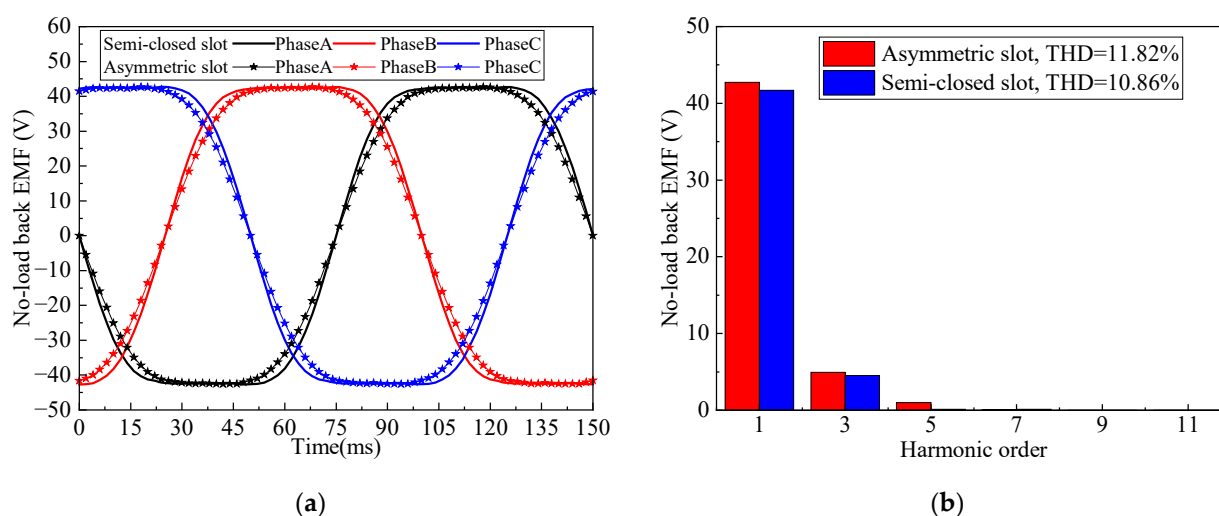 Semi-closed slot PhaseA PhaseB PhaseC
Asymmetric slot PhaseA PhaseB PhaseC
No-load back EMF (V)
60
50
40
30
20
10
0
−10
−20
−30
−40
−50
0 15 30 45 60 75 90 105 120 135 150
Time(ms)
(a)
Asymmetric slot, THD=11.82%
Semi-closed slot, THD=10.86%
No-load back EMF (V)
50
40
30
20
10
0
1 3 5 7 9 11
Harmonic order
(b)